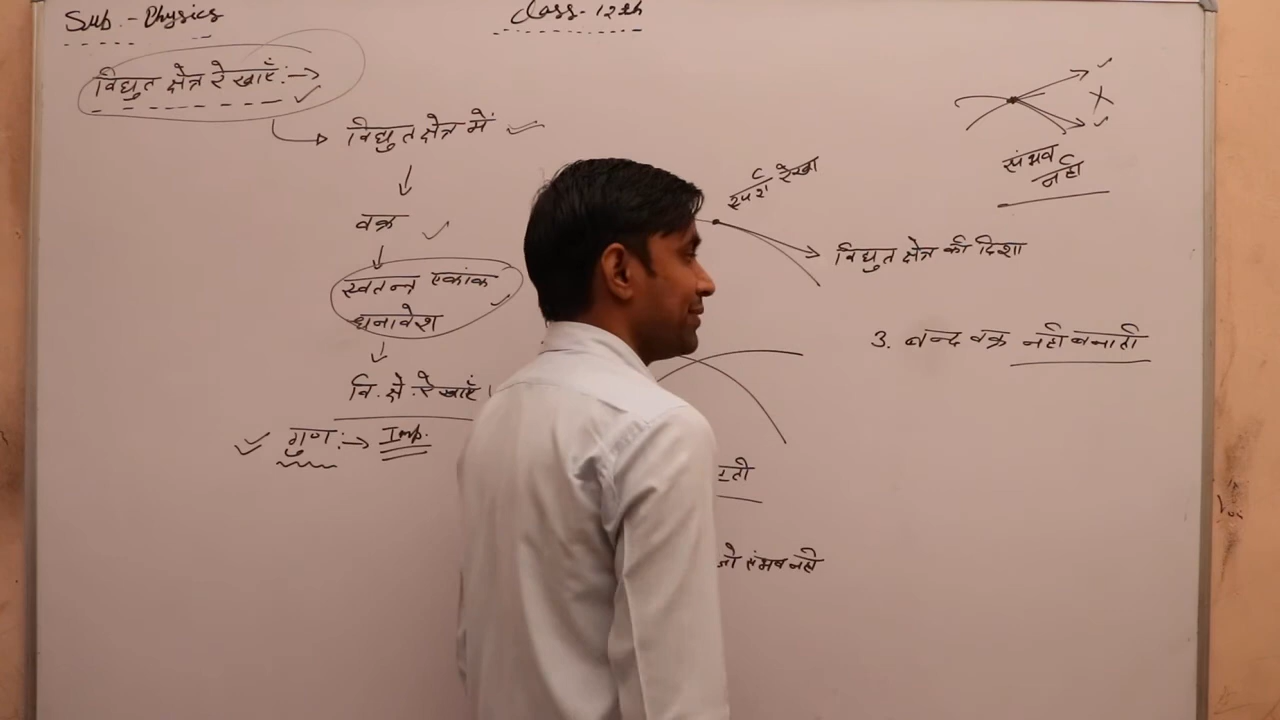 Sub.- Physics
Class-12th
विद्युत क्षेत्र रेखाएँ:→
विद्युत क्षेत्र में
वक्र
स्वतन्त्र एकांक
धनावेश
वि. क्षे. रेखाएँ।
गुण:→ Imp.
संभव
नहीं
स्पर्श रेखा
विद्युत क्षेत्र की दिशा
3. बन्द वक्र नहीं बनाती
जो संभव नहीं